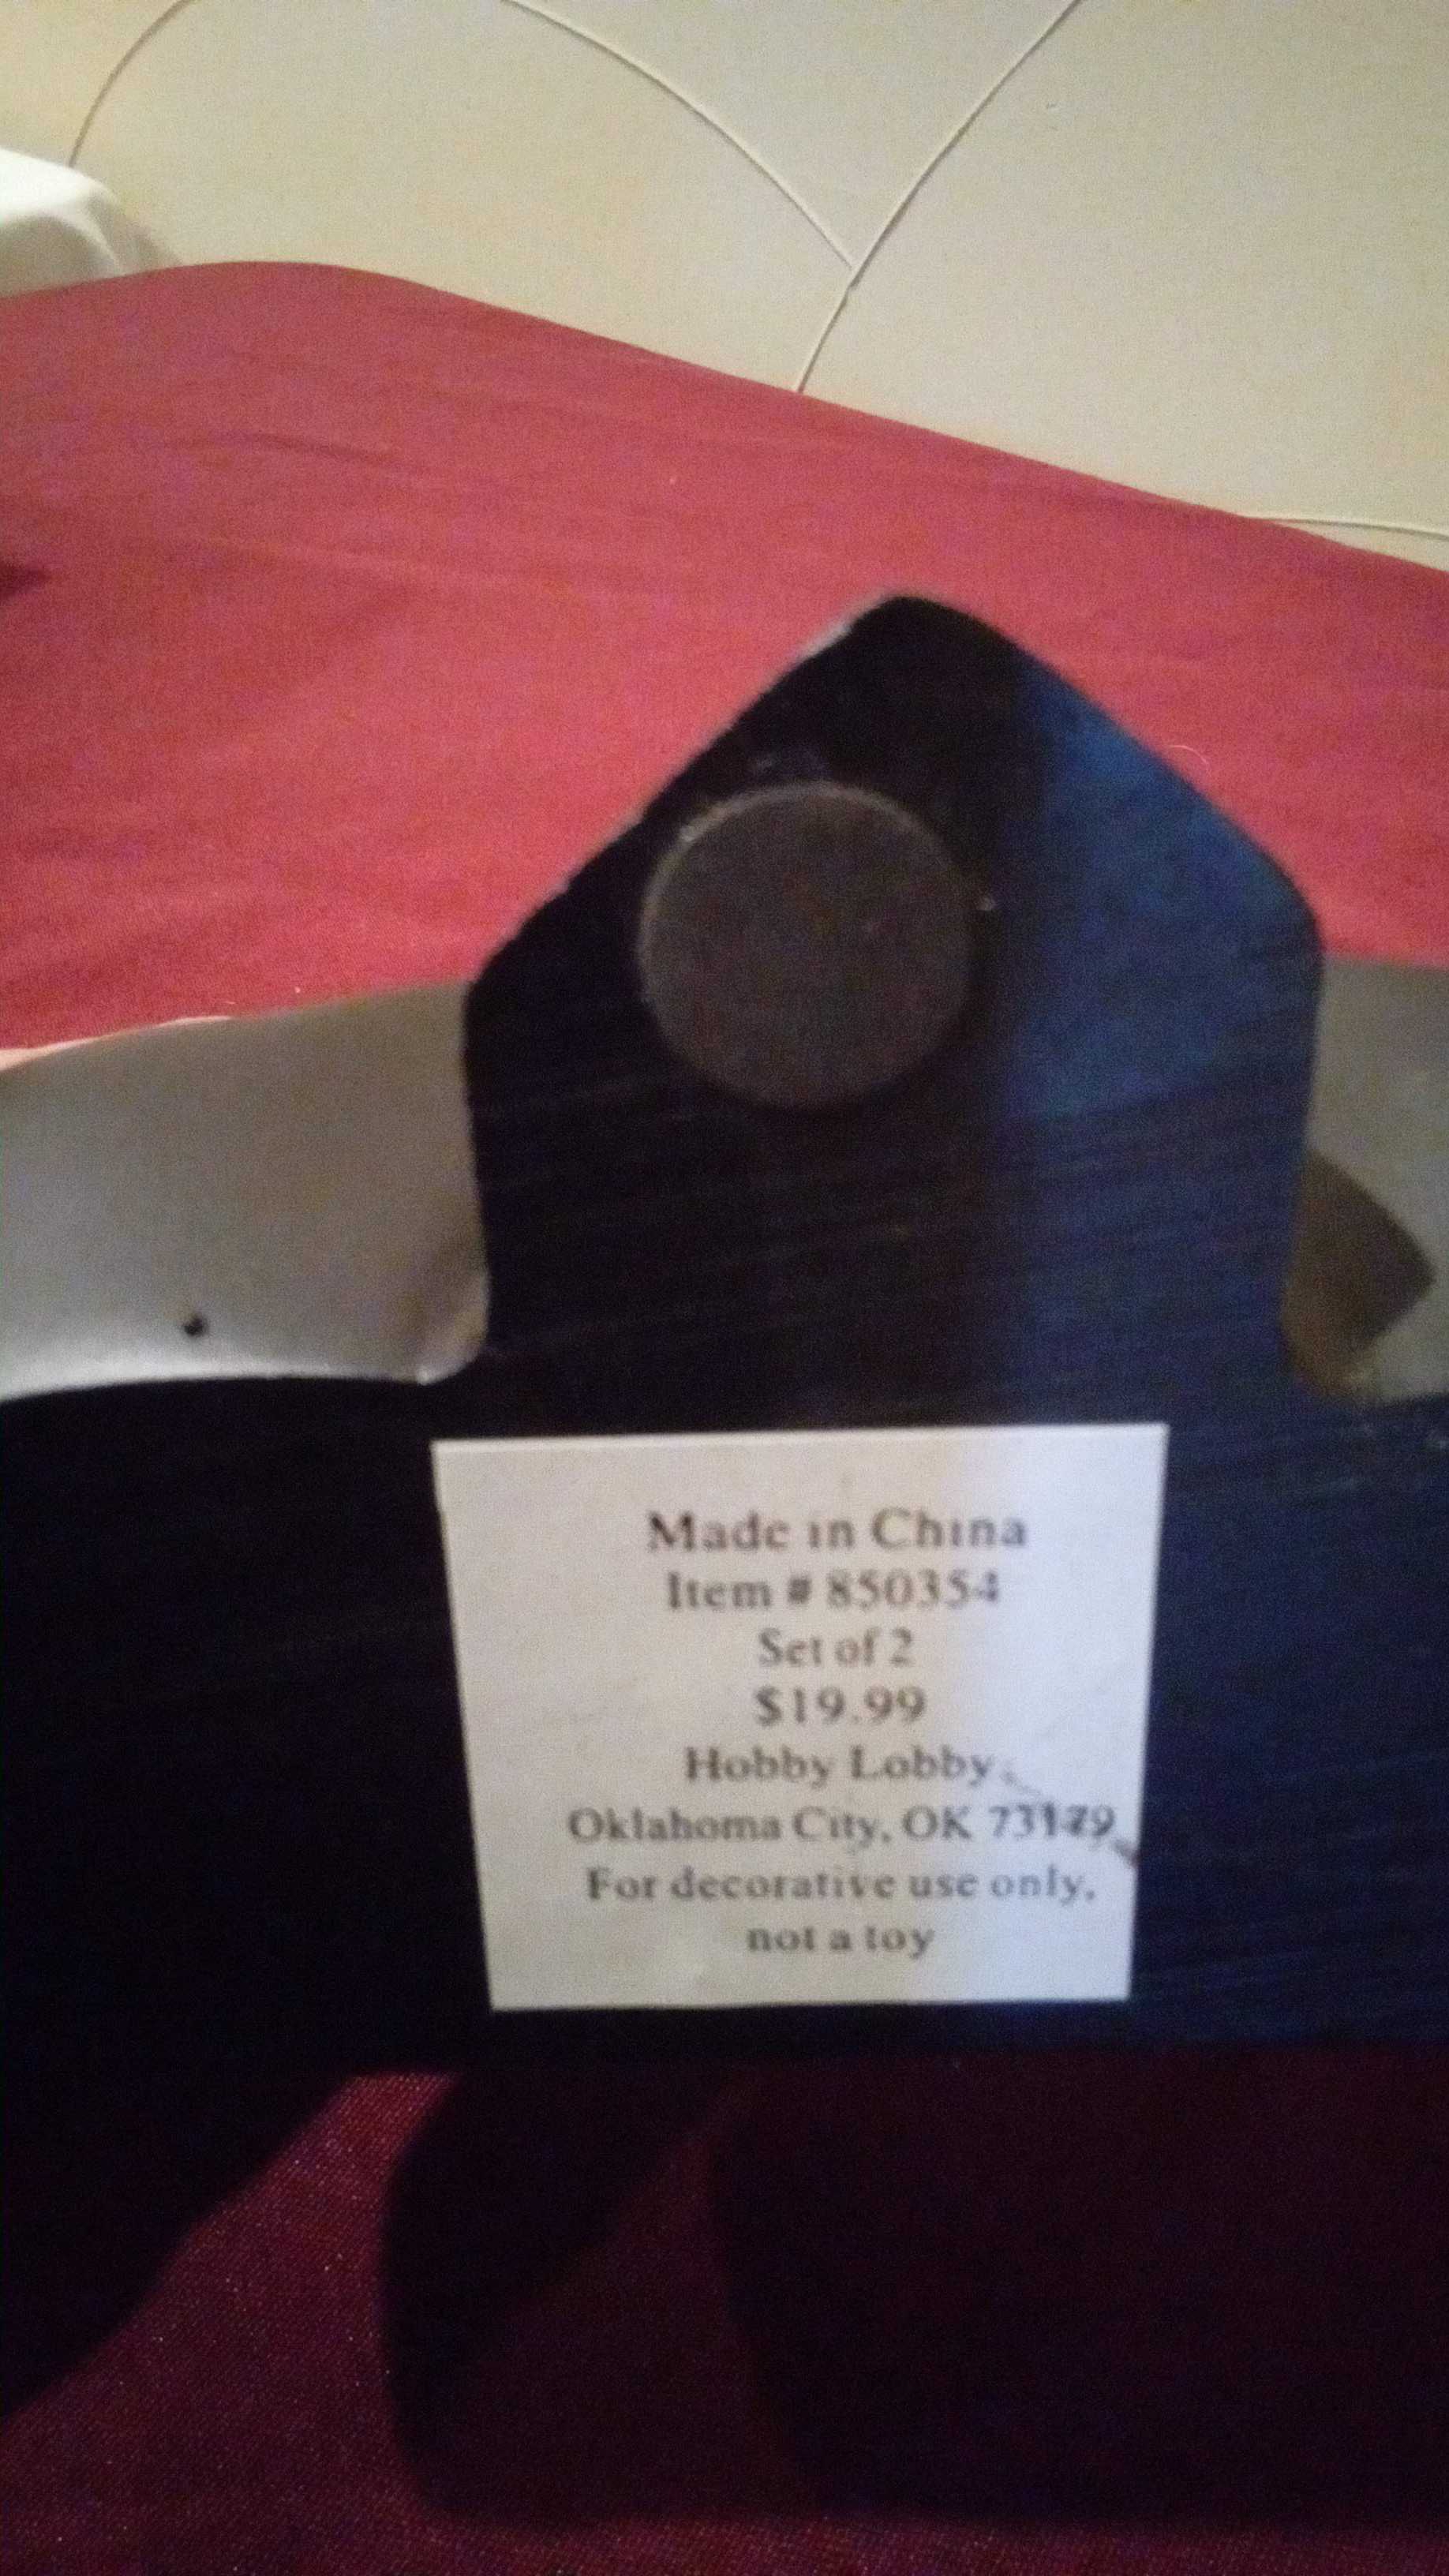 Made in China
Item # 850354
Set of 2
$19.99
Hobby Lobby
Oklahoma City, OK 73179
For decorative use only,
not a toy